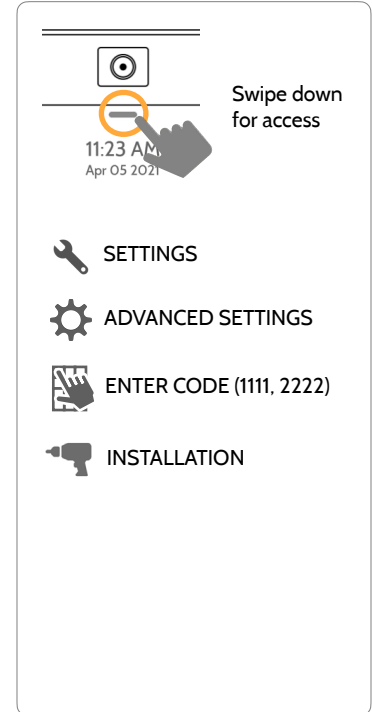 Swipe down
for access
11:23 AM
Apr 05 2021
SETTINGS
ADVANCED SETTINGS
ENTER CODE (1111, 2222)
INSTALLATION